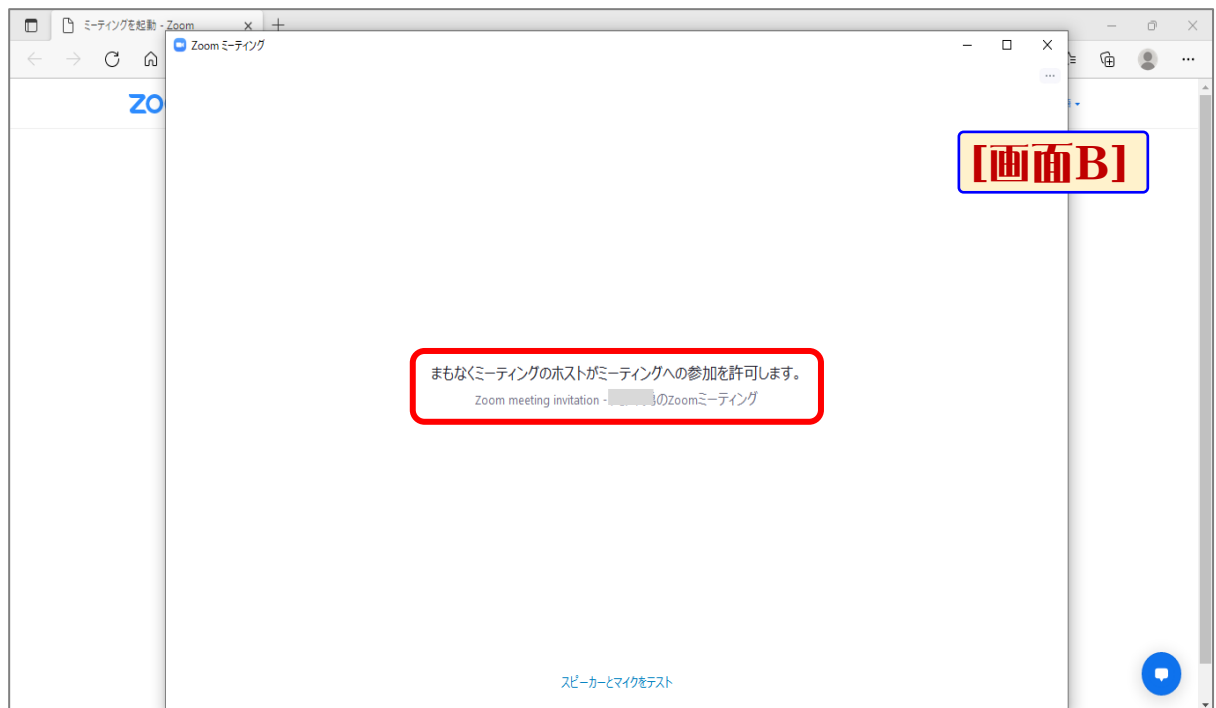 ミーティングを起動 - Zoom
Zoom ミーティング
ZO
[画面B]
まもなくミーティングのホストがミーティングへの参加を許可します。
Zoom meeting invitation - のZoomミーティング
スピーカーとマイクをテスト